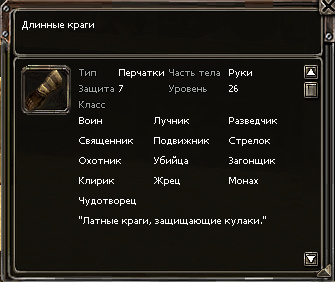 Длинные краги
Тип Перчатки Часть тела Руки
Защита 7 Уровень 26
Класс
Воин Лучник Разведчик
Священник Подвижник Стрелок
Охотник Убийца Загонщик
Клирик Жрец Монах
Чудотворец
"Латные краги, защищающие кулаки."